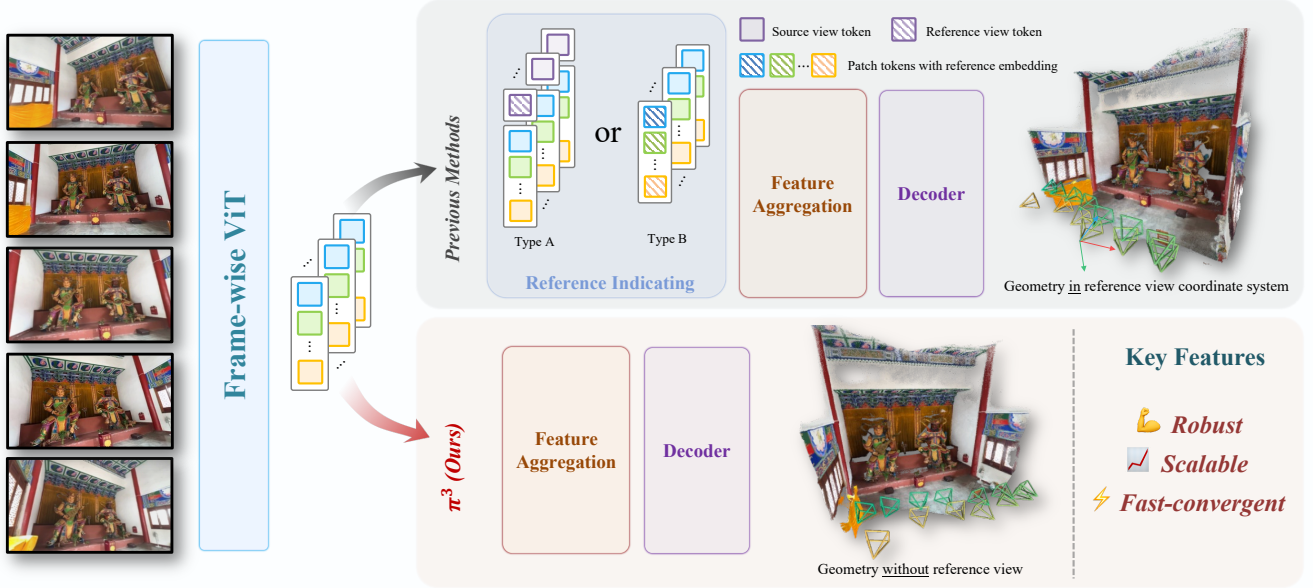 Frame-wise ViT
Previous Methods
Type A
or
Type B
Reference Indicating
Source view token
Reference view token
Patch tokens with reference embedding
Feature
Aggregation
Decoder
Geometry in reference view coordinate system
π³ (Ours)
Feature
Aggregation
Decoder
Geometry without reference view
Key Features
Robust
Scalable
Fast-convergent